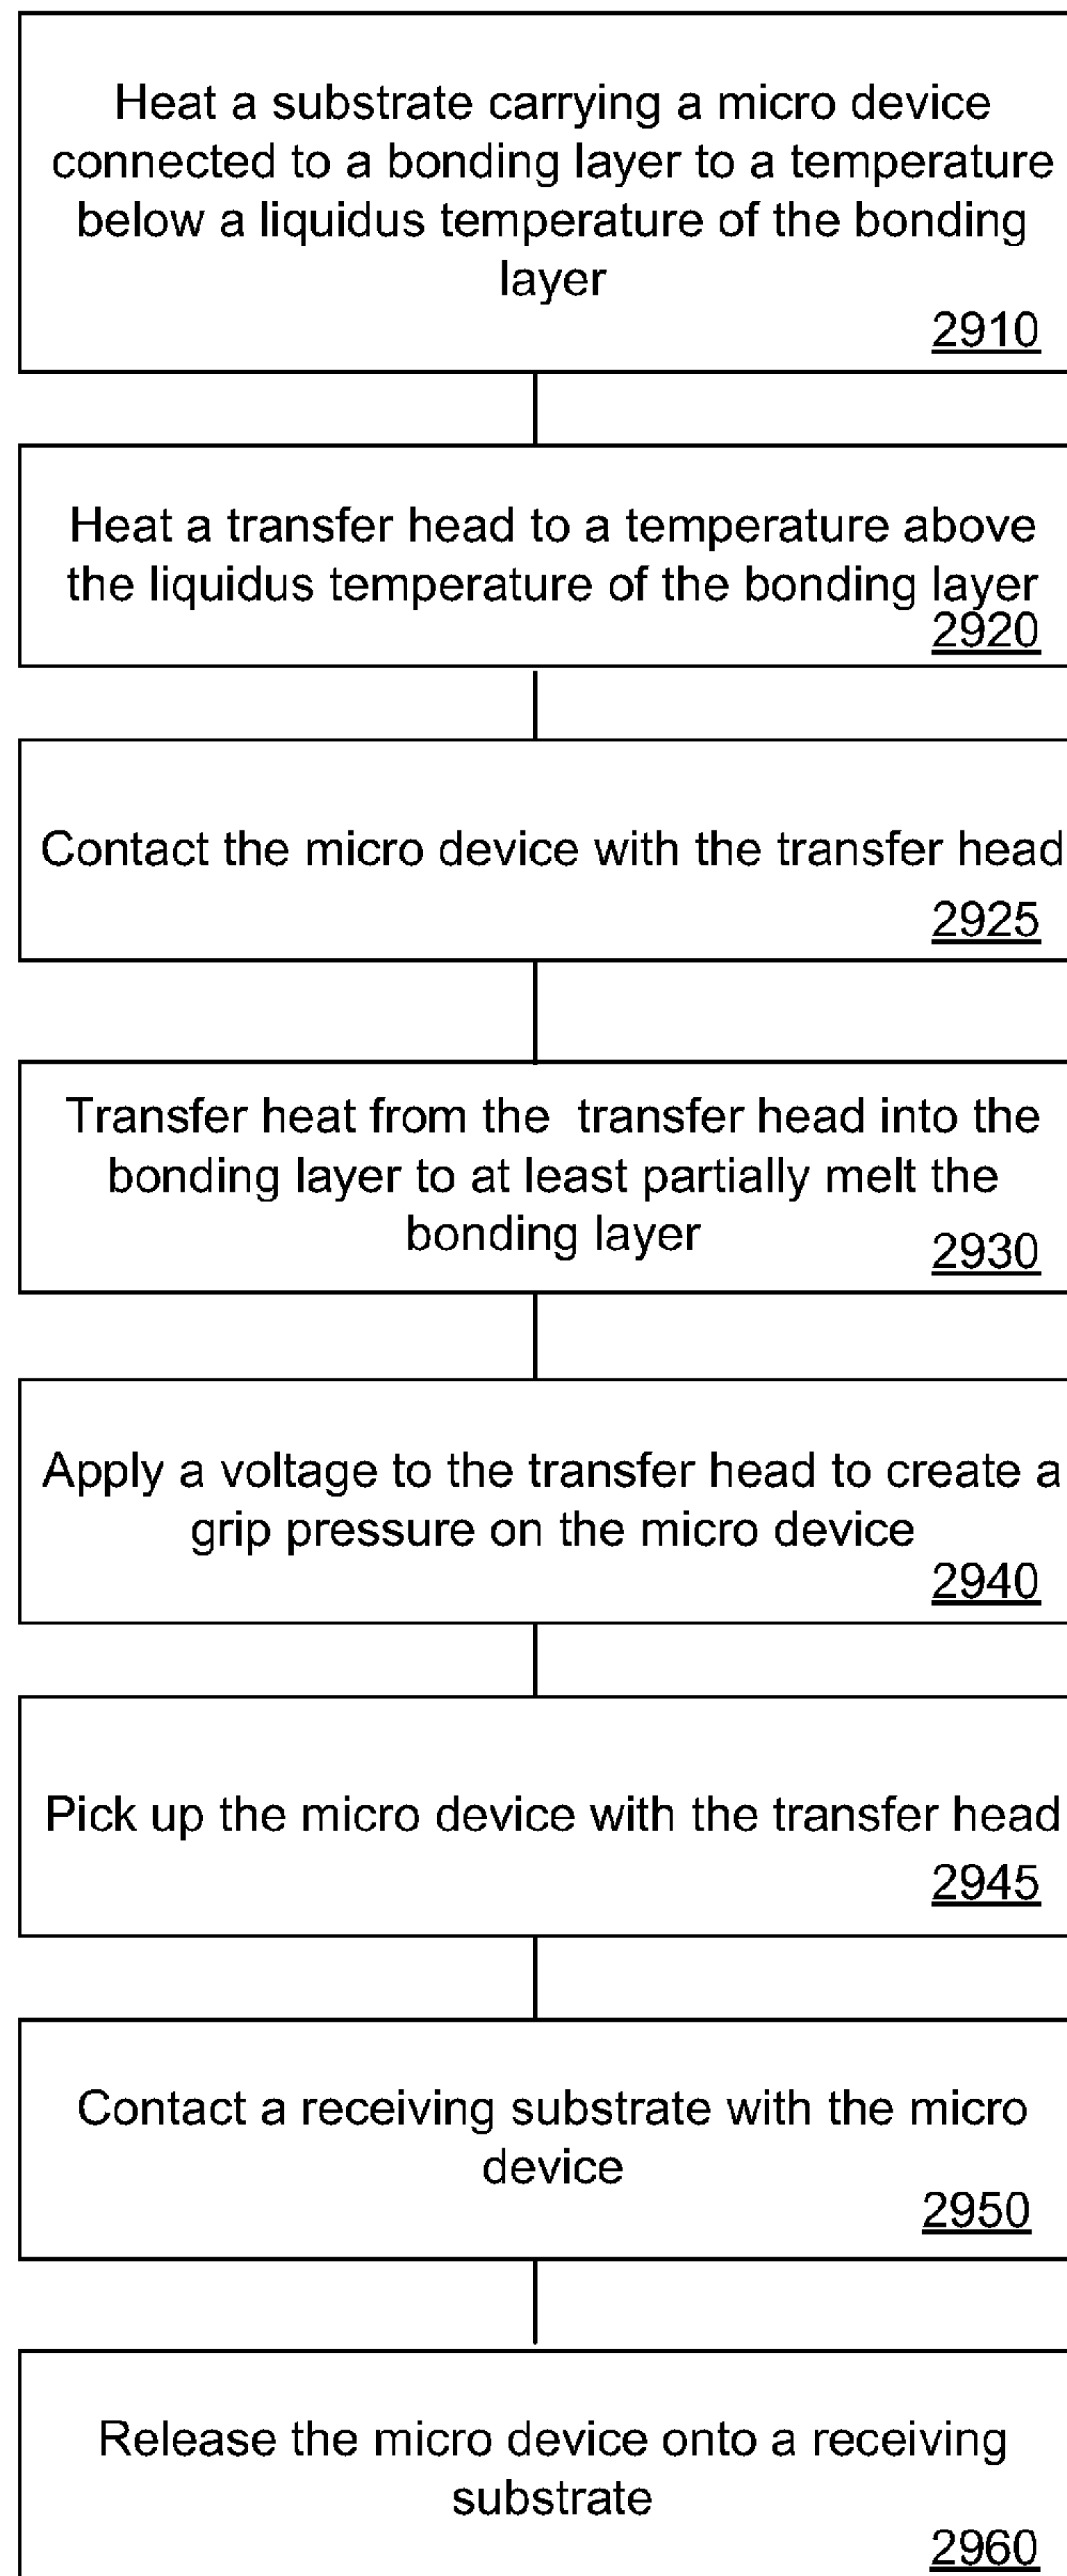 Heat a substrate carrying a micro device
connected to a bonding layer to a temperature
below a liquidus temperature of the bonding
layer
2910
Heat a transfer head to a temperature above
the liquidus temperature of the bonding layer
2920
Contact the micro device with the transfer head
2925
Transfer heat from the  transfer head into the
bonding layer to at least partially melt the
bonding layer
2930
Apply a voltage to the transfer head to create a
grip pressure on the micro device
2940
Pick up the micro device with the transfer head
2945
Contact a receiving substrate with the micro
device
2950
Release the micro device onto a receiving
substrate
2960